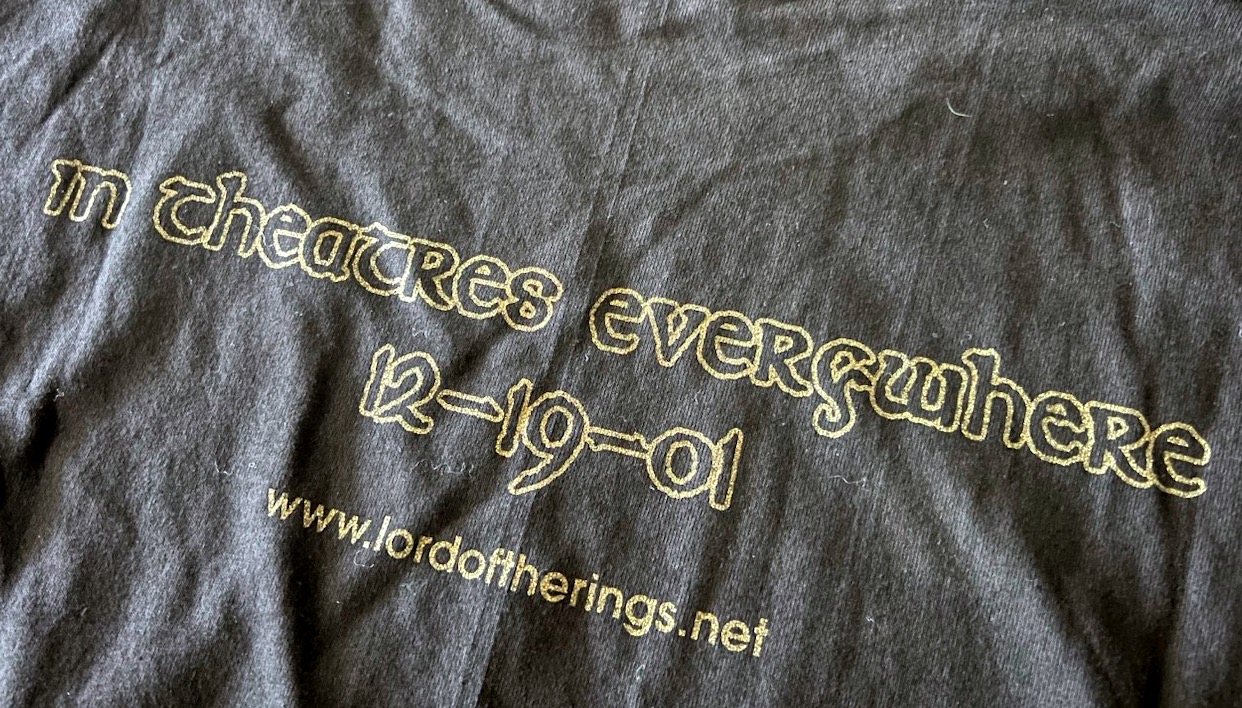 in theatres everywhere
12-19-01
www.lordoftherings.net